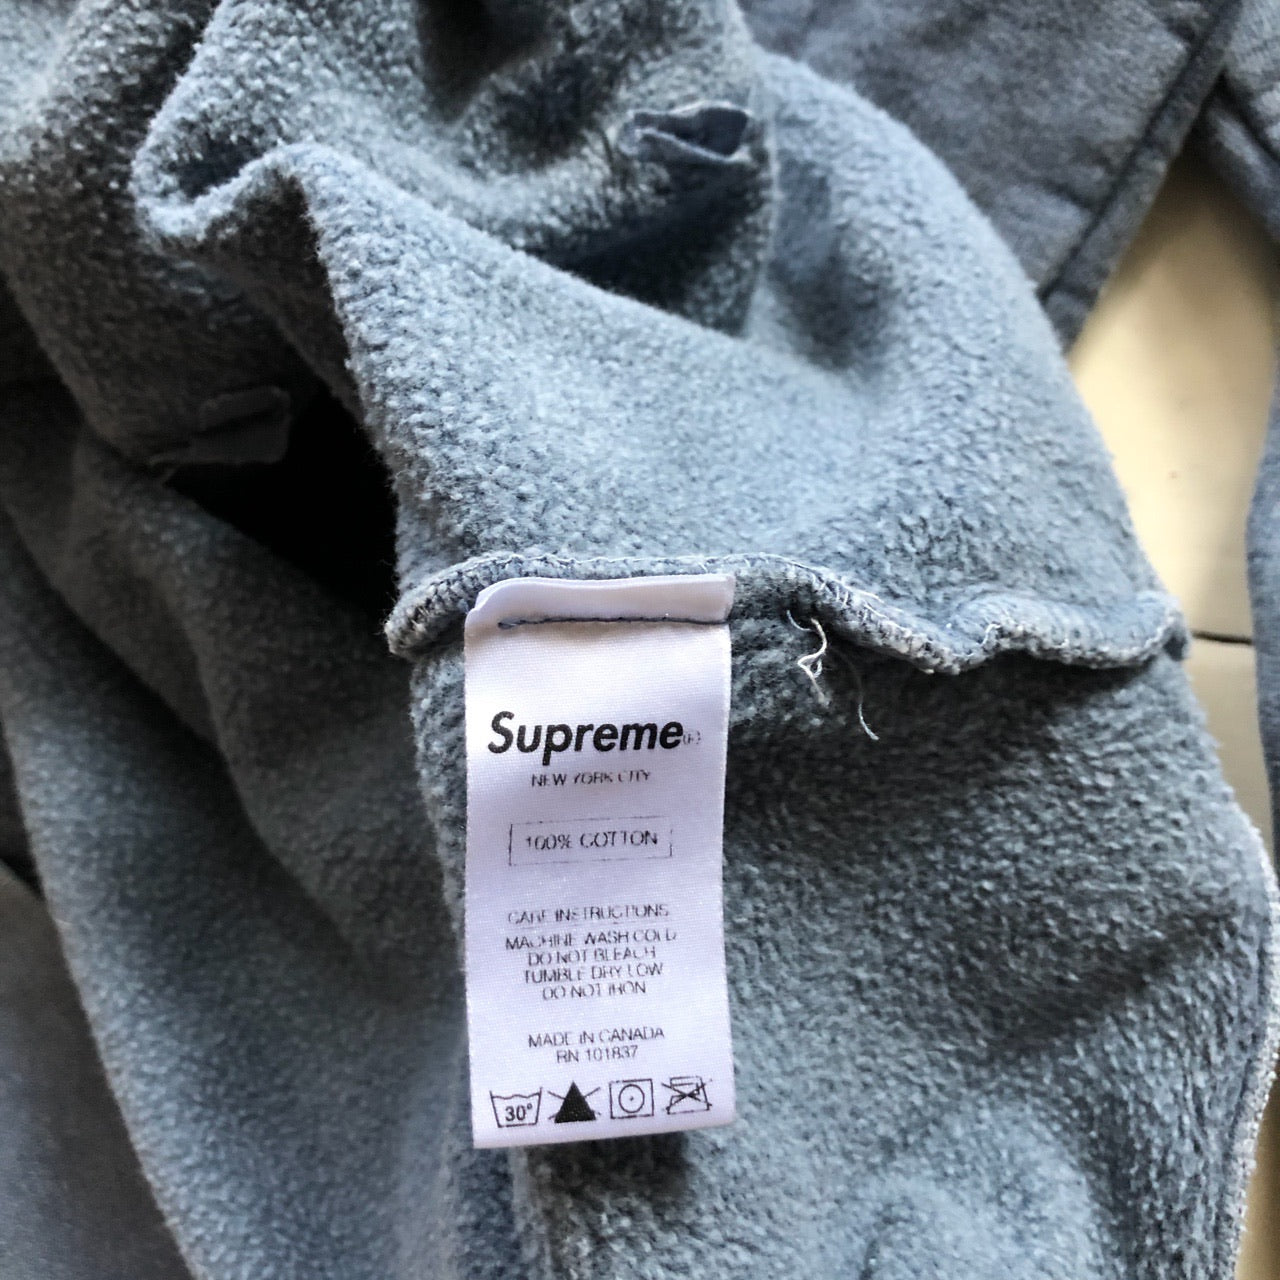 Supreme®
NEW YORK CITY
100% COTTON
CARE INSTRUCTIONS
MACHINE WASH COLD
DO NOT BLEACH
TUMBLE DRY LOW
DO NOT IRON
MADE IN CANADA
RN 101837
30°